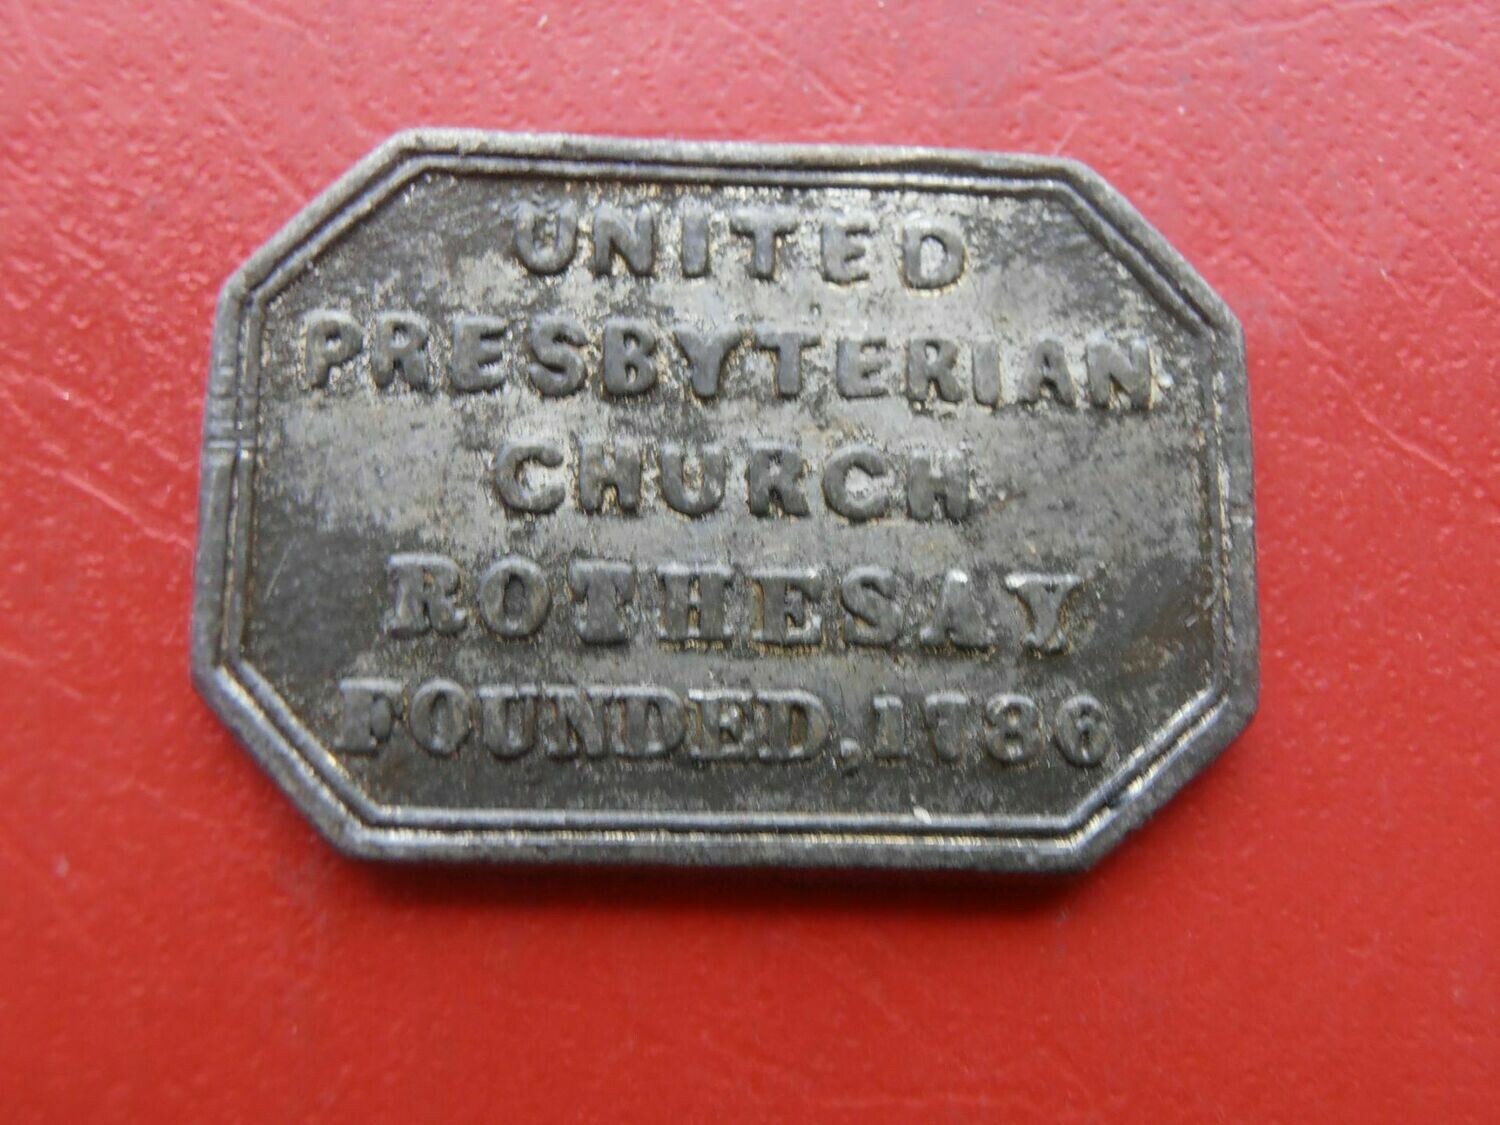 UNITED
PRESBYTERIAN
CHURCH
ROTHESAY
FOUNDED.1786